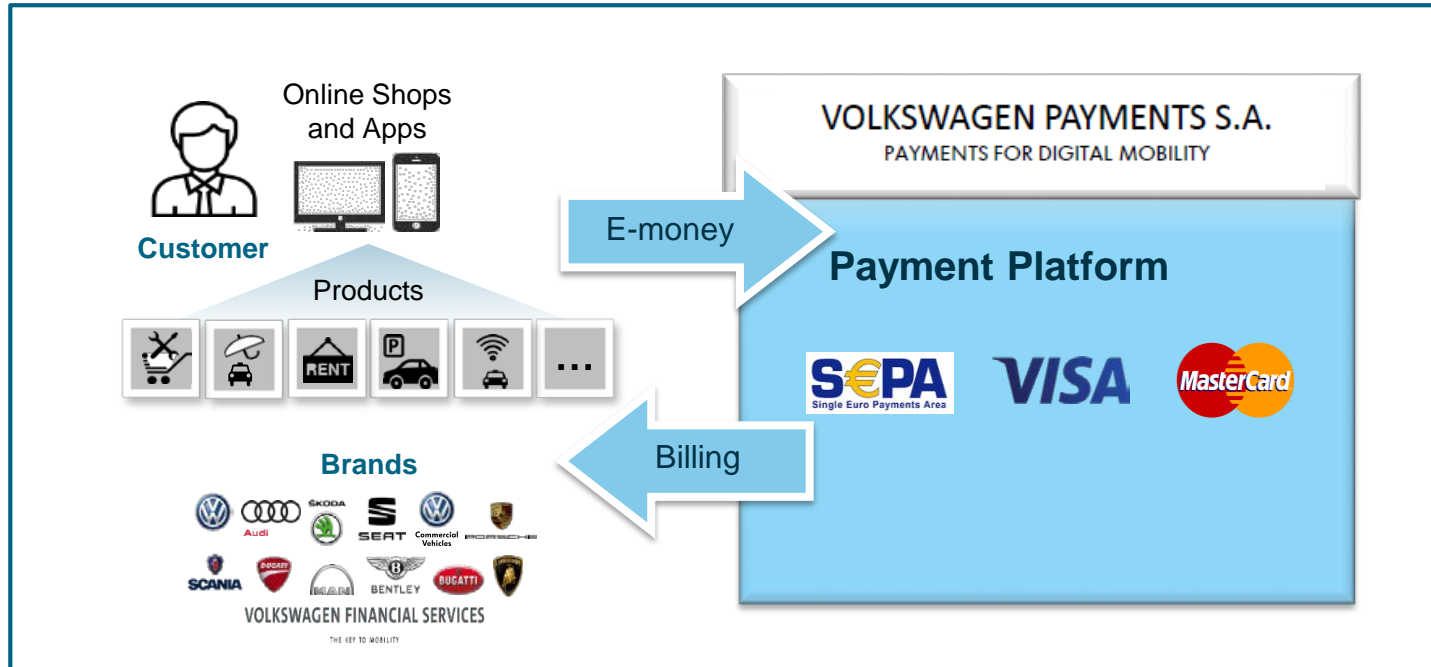 Online Shops
and Apps
Customer
Products
RENT
P
...
E-money
VOLKSWAGEN PAYMENTS S.A.
PAYMENTS FOR DIGITAL MOBILITY
Payment Platform
S€PA
Single Euro Payments Area
VISA
MasterCard
Billing
Brands
Audi
ŠKODA
SEAT
Commercial
Vehicles
PORSCHE
SCANIA
DUCATI
MAN
B
BENTLEY
BUGATTI
VOLKSWAGEN FINANCIAL SERVICES
THE KEY TO MOBILITY